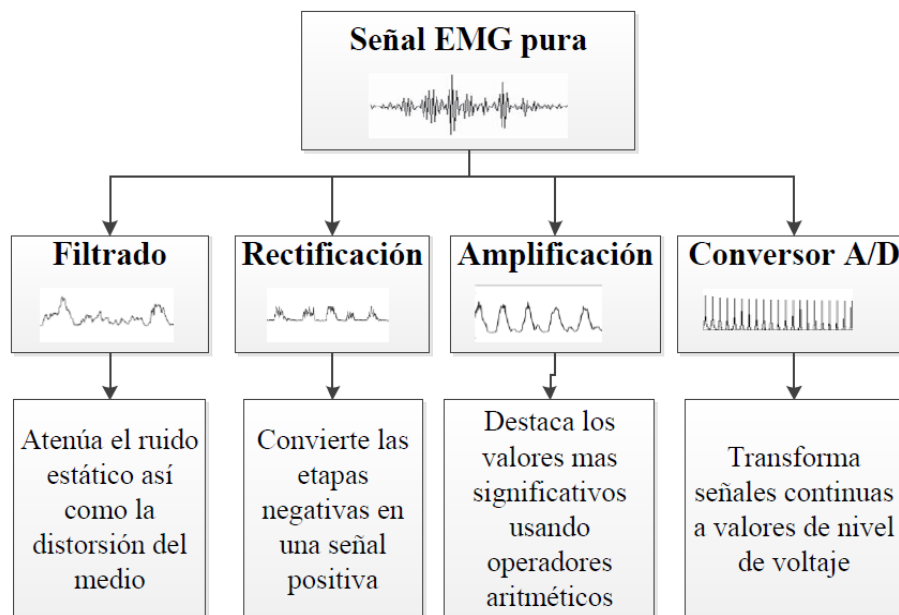 Señal EMG pura
Filtrado
Rectificación
Amplificación
Conversor A/D
Atenúa el ruido
estático así
como la
distorsión del
medio
Convierte las
etapas
negativas en
una señal
positiva
Destaca los
valores mas
significativos
usando
operadores
aritméticos
Transforma
señales continuas
a valores de nivel
de voltaje